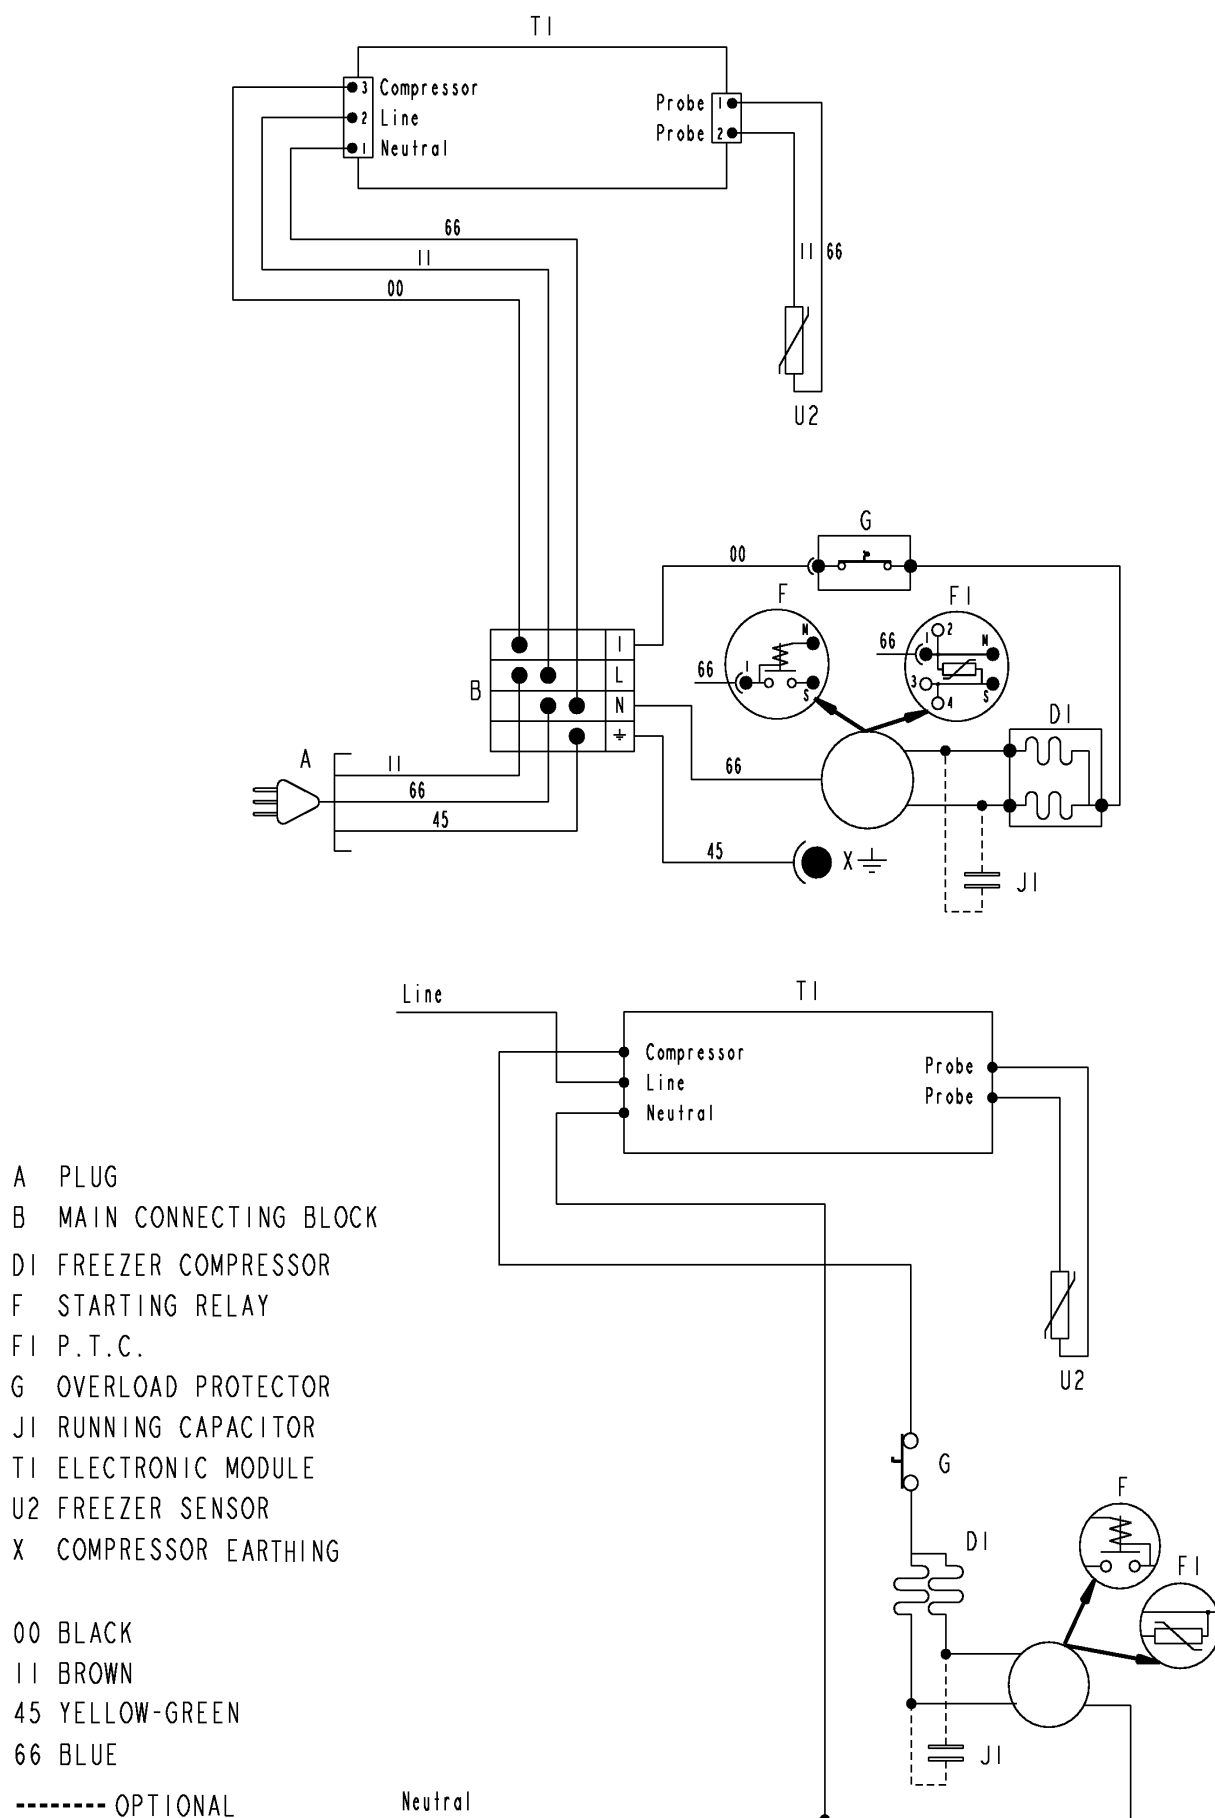 T1
3 Compressor
2 Line
1 Neutral
Probe 1
Probe 2
66
11
00
11 66
U2
G
00
F
F1
M
1
S
66
66
1
2
M
3
4
S
B
1
L
N
D1
A
11
66
45
66
45
X
J1
Line
T1
Compressor
Line
Neutral
Probe
Probe
U2
A PLUG
B MAIN CONNECTING BLOCK
D1 FREEZER COMPRESSOR
F STARTING RELAY
F1 P.T.C.
G OVERLOAD PROTECTOR
J1 RUNNING CAPACITOR
T1 ELECTRONIC MODULE
U2 FREEZER SENSOR
X COMPRESSOR EARTHING
00 BLACK
11 BROWN
45 YELLOW-GREEN
66 BLUE
-------- OPTIONAL
G
D1
F
F1
J1
Neutral